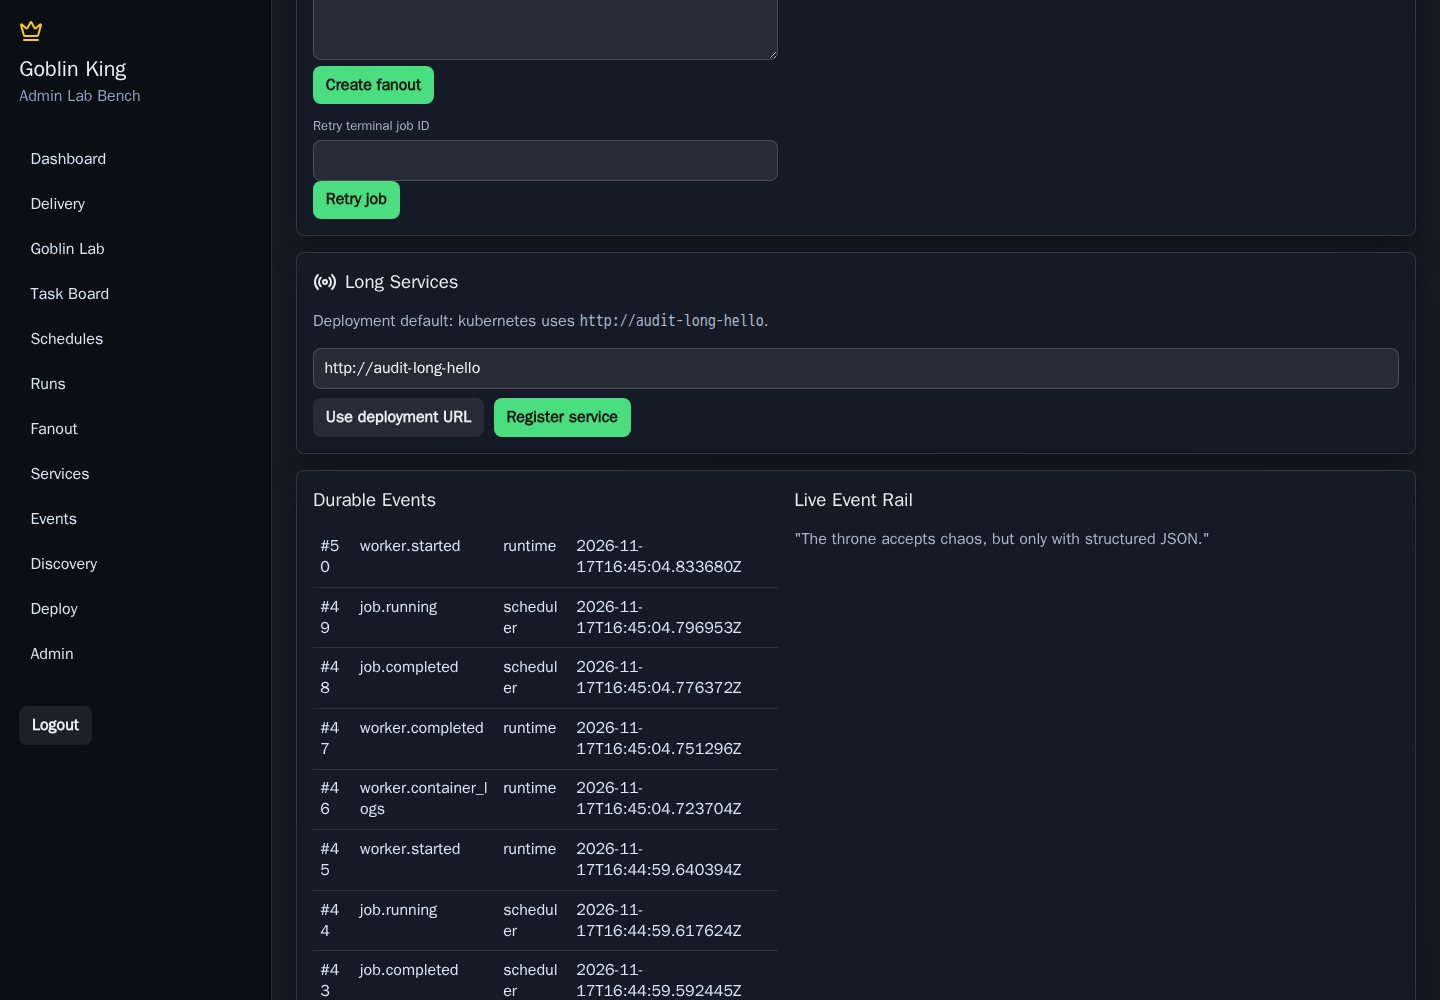 Goblin King
Admin Lab Bench
Dashboard
Delivery
Goblin Lab
Task Board
Schedules
Runs
Fanout
Services
Events
Discovery
Deploy
Admin
Logout
Create fanout
Retry terminal job ID
Retry job
Long Services
Deployment default: kubernetes uses http://audit-long-hello.
http://audit-long-hello
Use deployment URL
Register service
Durable Events
#5 worker.started runtime 2026-11-
0 17T16:45:04.833680Z
#4 job.running schedul 2026-11-
9 er 17T16:45:04.796953Z
#4 job.completed schedul 2026-11-
8 er 17T16:45:04.776372Z
#4 worker.completed runtime 2026-11-
7 17T16:45:04.751296Z
#4 worker.container_l runtime 2026-11-
6 ogs 17T16:45:04.723704Z
#4 worker.started runtime 2026-11-
5 17T16:44:59.640394Z
#4 job.running schedul 2026-11-
4 er 17T16:44:59.617624Z
#4 job.completed schedul 2026-11-
3 er 17T16:44:59.592445Z
Live Event Rail
"The throne accepts chaos, but only with structured JSON."